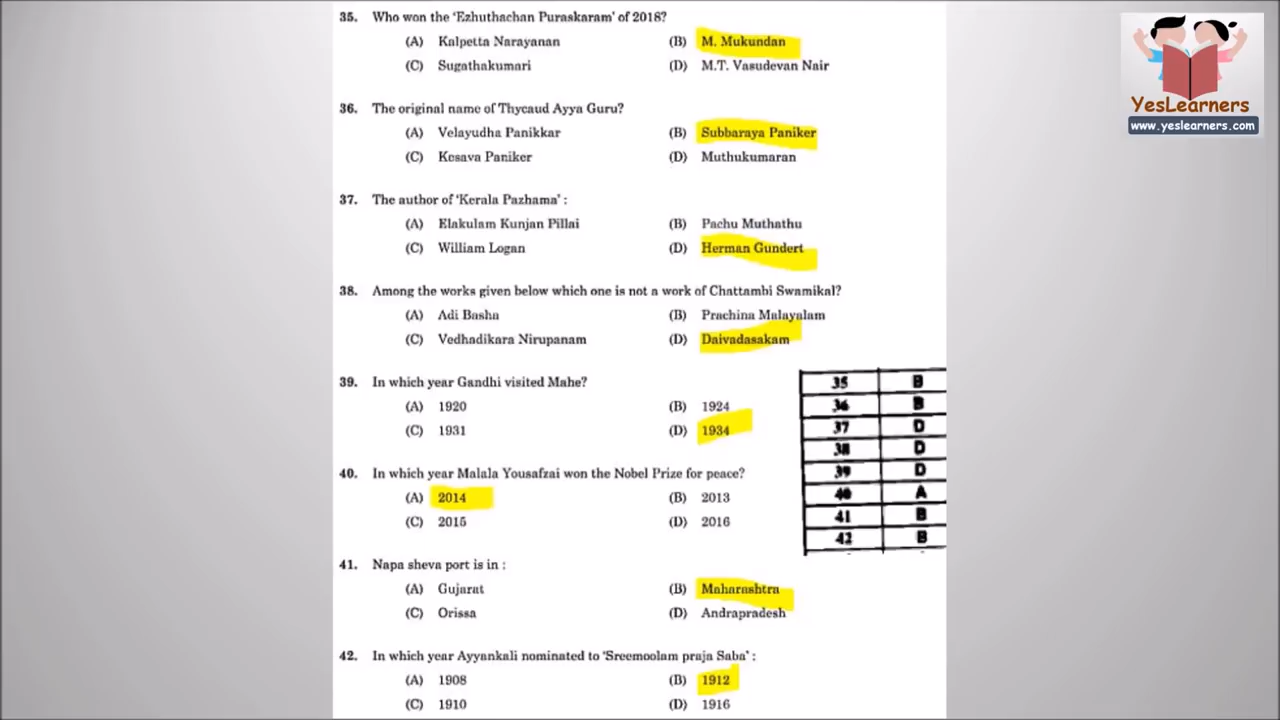 35. Who won the 'Ezhuthachan Puraskaram' of 2018?
(A) Kalpetta Narayanan (B) M. Mukundan
(C) Sugathakumari (D) M.T. Vasudevan Nair
36. The original name of Thycaud Ayya Guru?
(A) Velayudha Panikkar (B) Subbaraya Paniker
(C) Kesava Paniker (D) Muthukumaran
37. The author of 'Kerala Pazhama' :
(A) Elakulam Kunjan Pillai (B) Pachu Muthathu
(C) William Logan (D) Herman Gundert
38. Among the works given below which one is not a work of Chattambi Swamikal?
(A) Adi Basha (B) Prachina Malayalam
(C) Vedhadikara Nirupanam (D) Daivadasakam
39. In which year Gandhi visited Mahe?
(A) 1920 (B) 1924
(C) 1931 (D) 1934
40. In which year Malala Yousafzai won the Nobel Prize for peace?
(A) 2014 (B) 2013
(C) 2015 (D) 2016
41. Napa sheva port is in :
(A) Gujarat (B) Maharashtra
(C) Orissa (D) Andrapradesh
42. In which year Ayyankali nominated to 'Sreemoolam praja Saba' :
(A) 1908 (B) 1912
(C) 1910 (D) 1916
35 B
36 B
37 D
38 D
39 D
40 A
41 B
42 B
YesLearners
www.yeslearners.com